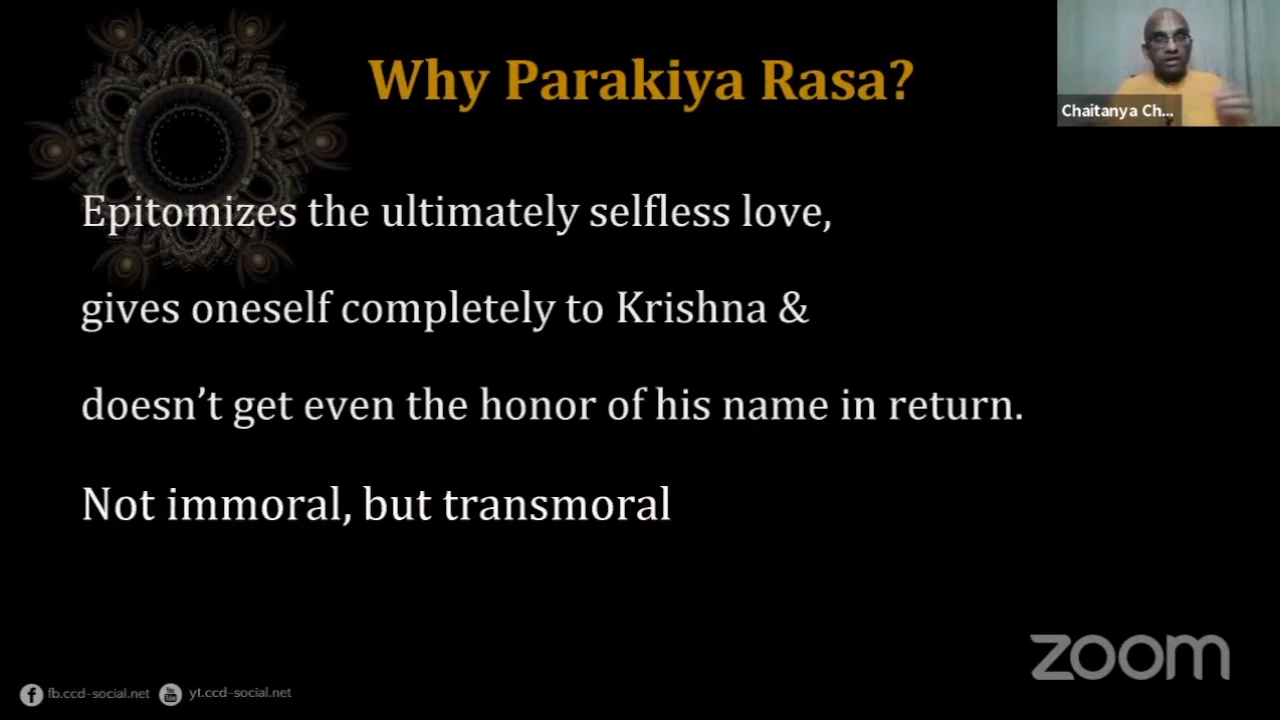 Why Parakiya Rasa?
Chaitanya Ch...
Epitomizes the ultimately selfless love,
gives oneself completely to Krishna &
doesn't get even the honor of his name in return.
Not immoral, but transmoral
zoom
fb.ccd-social.net
yt.ccd-social.net